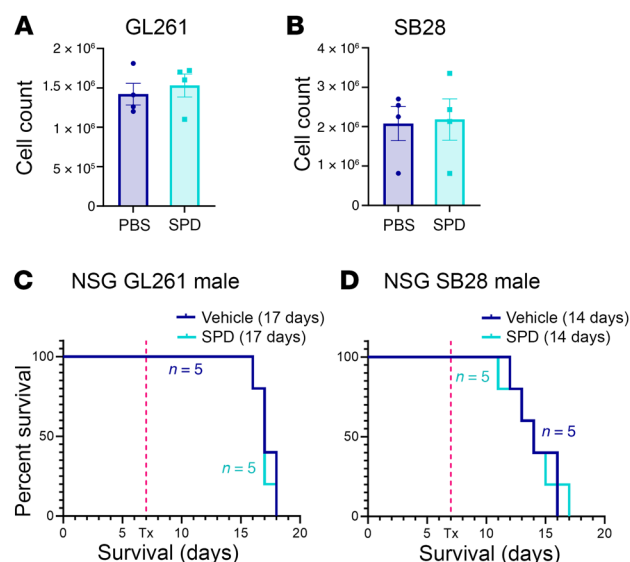 A
GL261
Cell count
2 × 10⁶
1.5 × 10⁶
1 × 10⁶
5 × 10⁵
0
PBS
SPD
B
SB28
Cell count
4 × 10⁶
3 × 10⁶
2 × 10⁶
1 × 10⁶
0
PBS
SPD
C
NSG GL261 male
Vehicle (17 days)
SPD (17 days)
Percent survival
100
50
0
n = 5
n = 5
0
Tx
10
15
20
Survival (days)
D
NSG SB28 male
Vehicle (14 days)
SPD (14 days)
100
50
0
n = 5
n = 5
0
Tx
10
15
20
Survival (days)